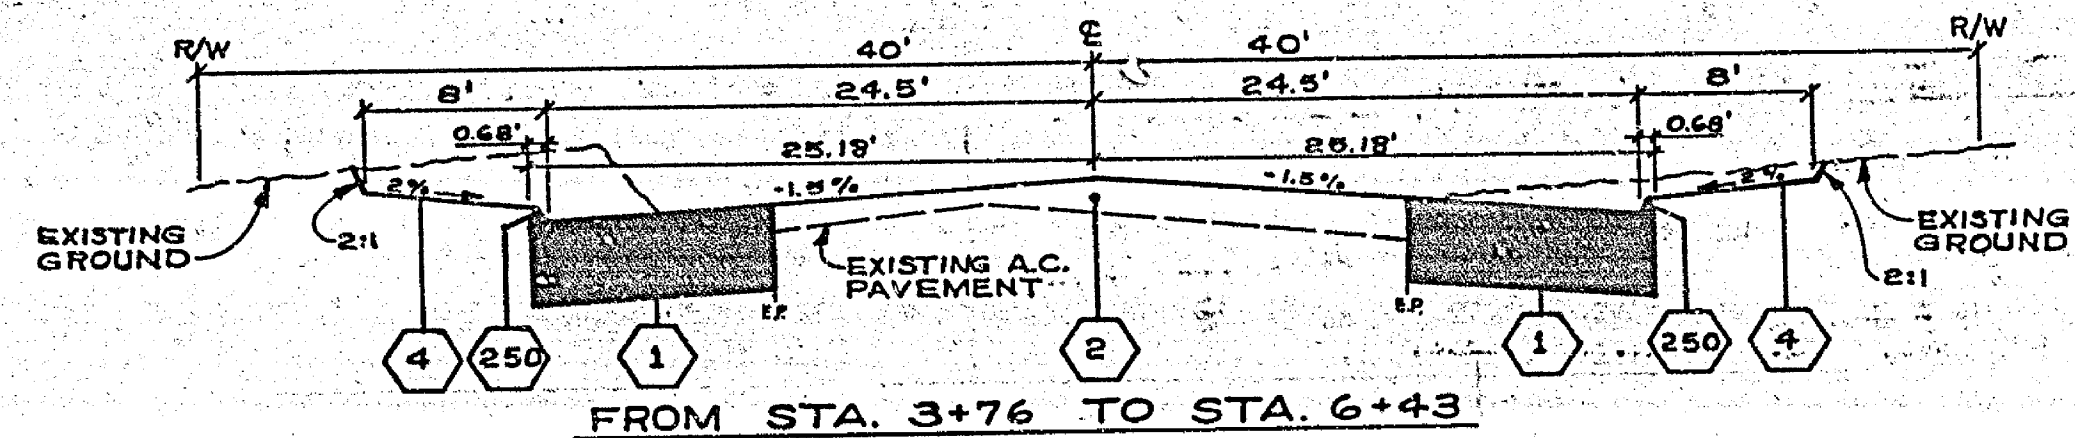 R/W
40'
℄
40'
R/W
8'
24.5'
24.5'
8'
0.68'
25.18'
25.18'
0.68'
2%
-1.5%
-1.5%
2%
EXISTING
GROUND
2:1
EXISTING A.C.
PAVEMENT
EXISTING
GROUND
2:1
E.P.
E.P.
4
250
1
2
1
250
4
FROM STA. 3+76 TO STA. 6+43